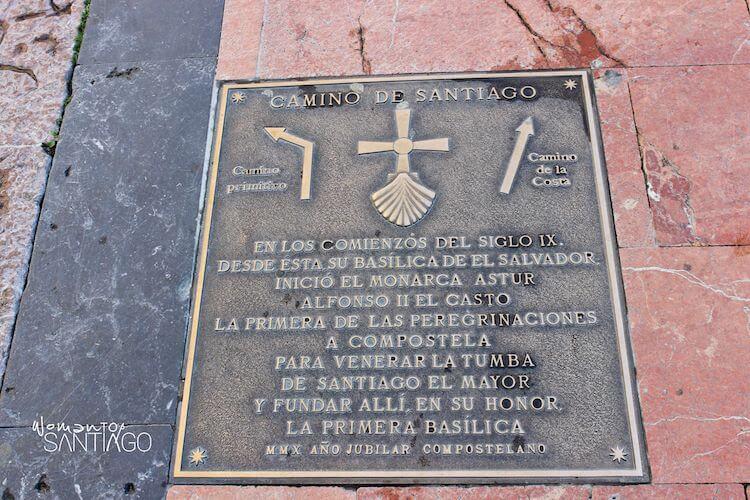 CAMINO DE SANTIAGO
Camino
primitivo
Camino
de la
Costa
EN LOS COMIENZOS DEL SIGLO IX.
DESDE ESTA SU BASÍLICA DE EL SALVADOR
INICIÓ EL MONARCA ASTUR
ALFONSO II EL CASTO
LA PRIMERA DE LAS PEREGRINACIONES
A COMPOSTELA
PARA VENERAR LA TUMBA
DE SANTIAGO EL MAYOR
Y FUNDAR ALLÍ, EN SU HONOR,
LA PRIMERA BASÍLICA
MMX AÑO JUBILAR COMPOSTELANO
Womanto
SANTIAGO